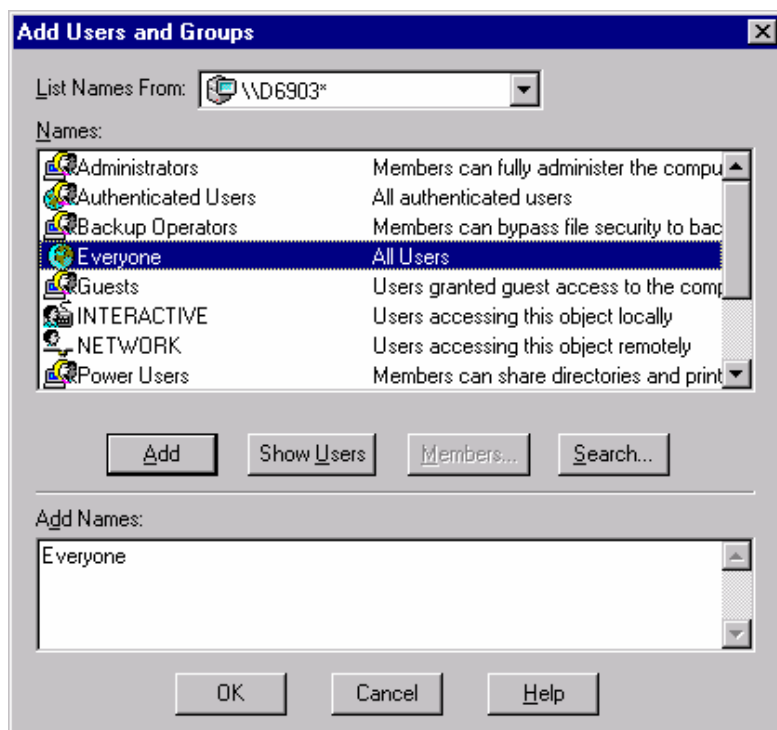 Add Users and Groups
List Names From: \\D6903*
Names:
Administrators Members can fully administer the compu
Authenticated Users All authenticated users
Backup Operators Members can bypass file security to bac
Everyone All Users
Guests Users granted guest access to the comp
INTERACTIVE Users accessing this object locally
NETWORK Users accessing this object remotely
Power Users Members can share directories and print
Add Show Users Members... Search...
Add Names:
Everyone
OK Cancel Help